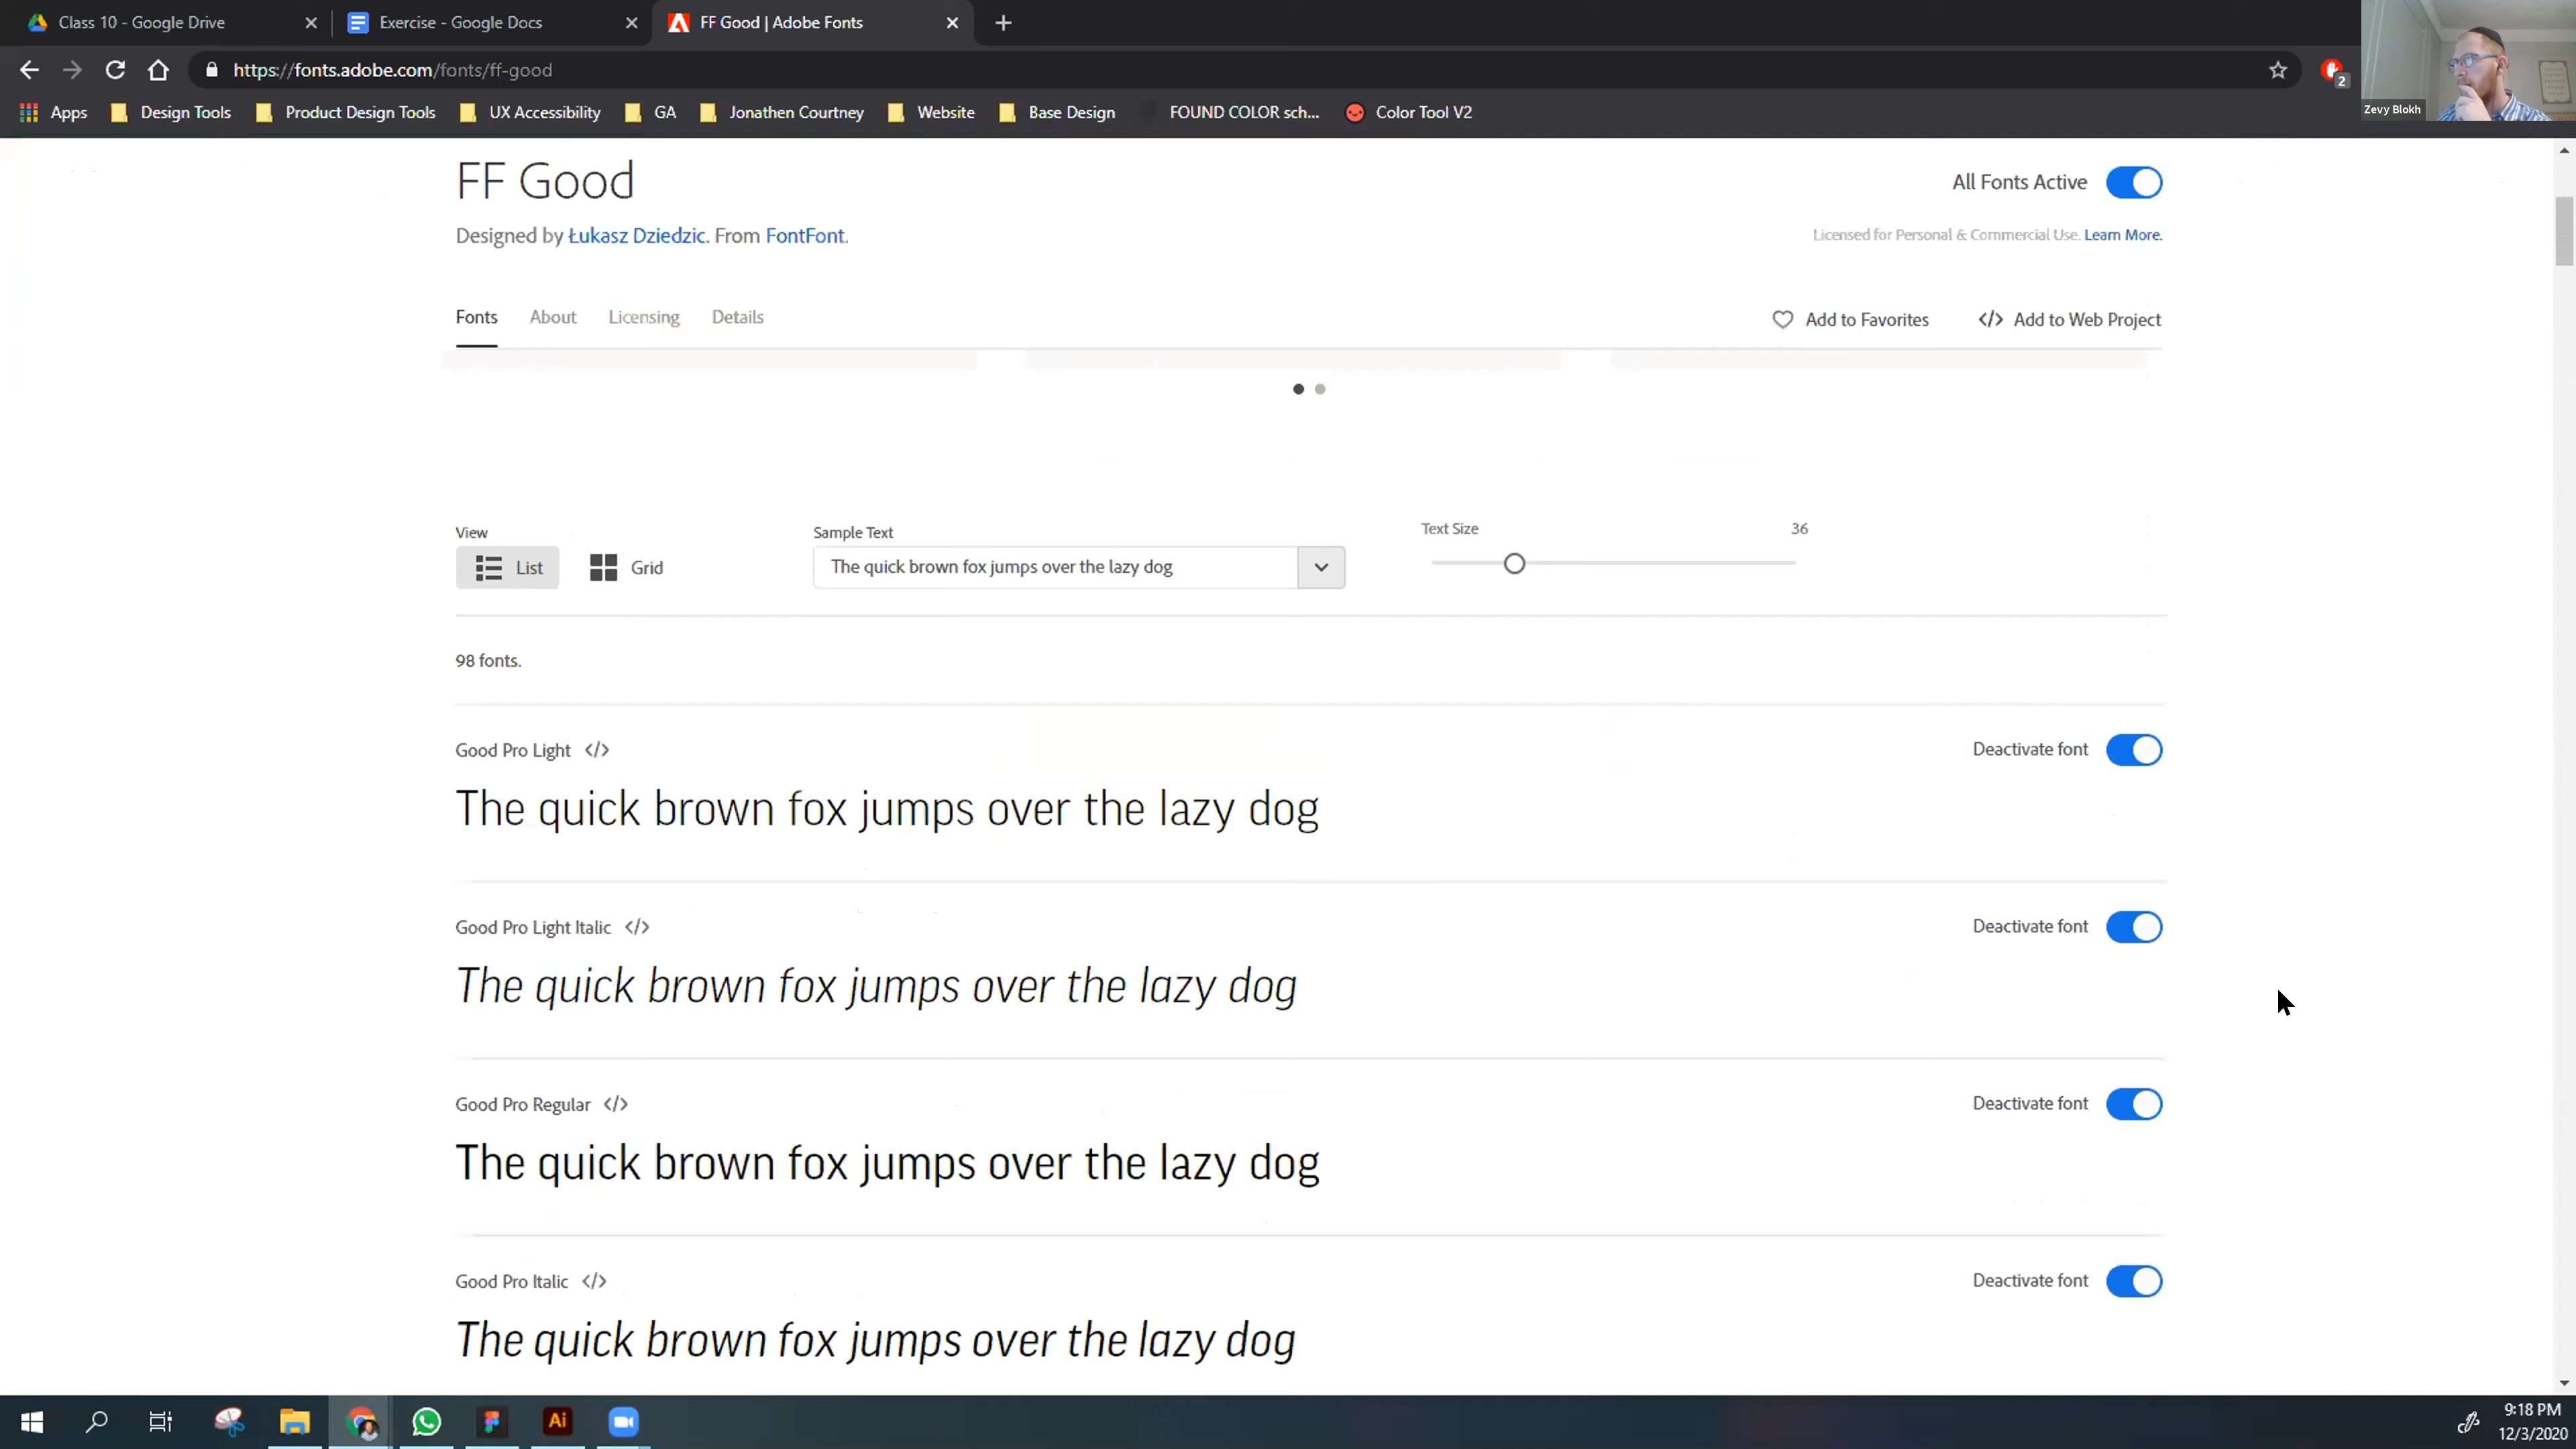 Class 10 - Google Drive
Exercise - Google Docs
FF Good | Adobe Fonts
https://fonts.adobe.com/fonts/ff-good
2
Apps
Design Tools
Product Design Tools
UX Accessibility
GA
Jonathen Courtney
Website
Base Design
FOUND COLOR sch...
Color Tool V2
Zevy Blokh
FF Good
All Fonts Active
Designed by Łukasz Dziedzic. From FontFont.
Licensed for Personal & Commercial Use. Learn More.
Fonts
About
Licensing
Details
Add to Favorites
</> Add to Web Project
View
Sample Text
Text Size
36
List
Grid
The quick brown fox jumps over the lazy dog
98 fonts.
Good Pro Light </>
Deactivate font
The quick brown fox jumps over the lazy dog
Good Pro Light Italic </>
Deactivate font
The quick brown fox jumps over the lazy dog
Good Pro Regular </>
Deactivate font
The quick brown fox jumps over the lazy dog
Good Pro Italic </>
Deactivate font
The quick brown fox jumps over the lazy dog
Ai
9:18 PM
12/3/2020